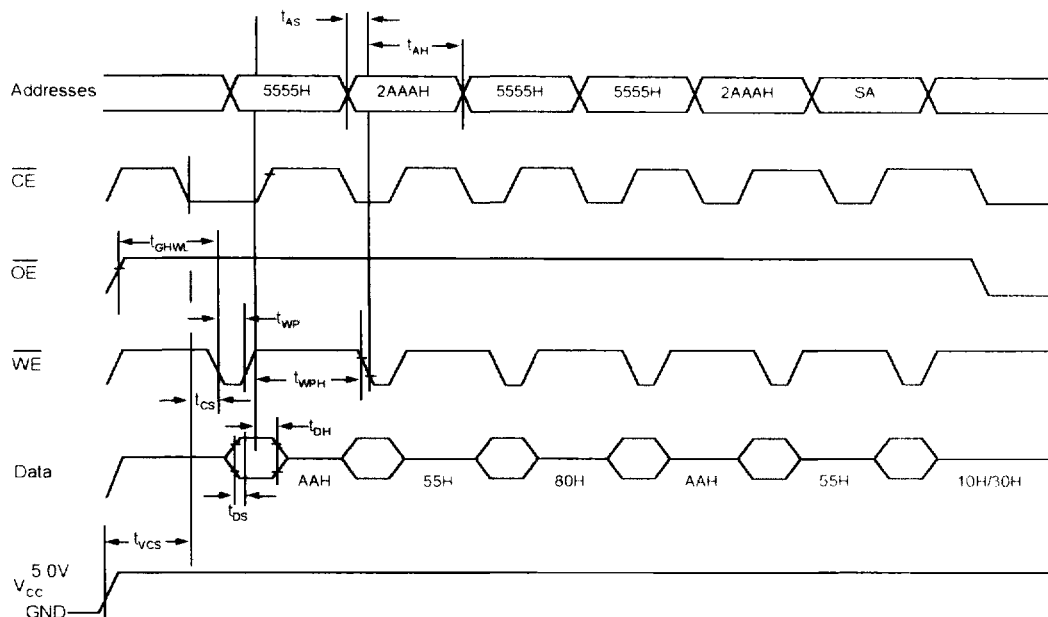 tAS
tAH
Addresses 5555H 2AAAH 5555H 5555H 2AAAH SA
CE
tGHWL
OE
tWP
WE
tWPH
tCS
tDH
Data
AAH 55H 80H AAH 55H 10H/30H
tDS
tVCS
5.0V
VCC
GND